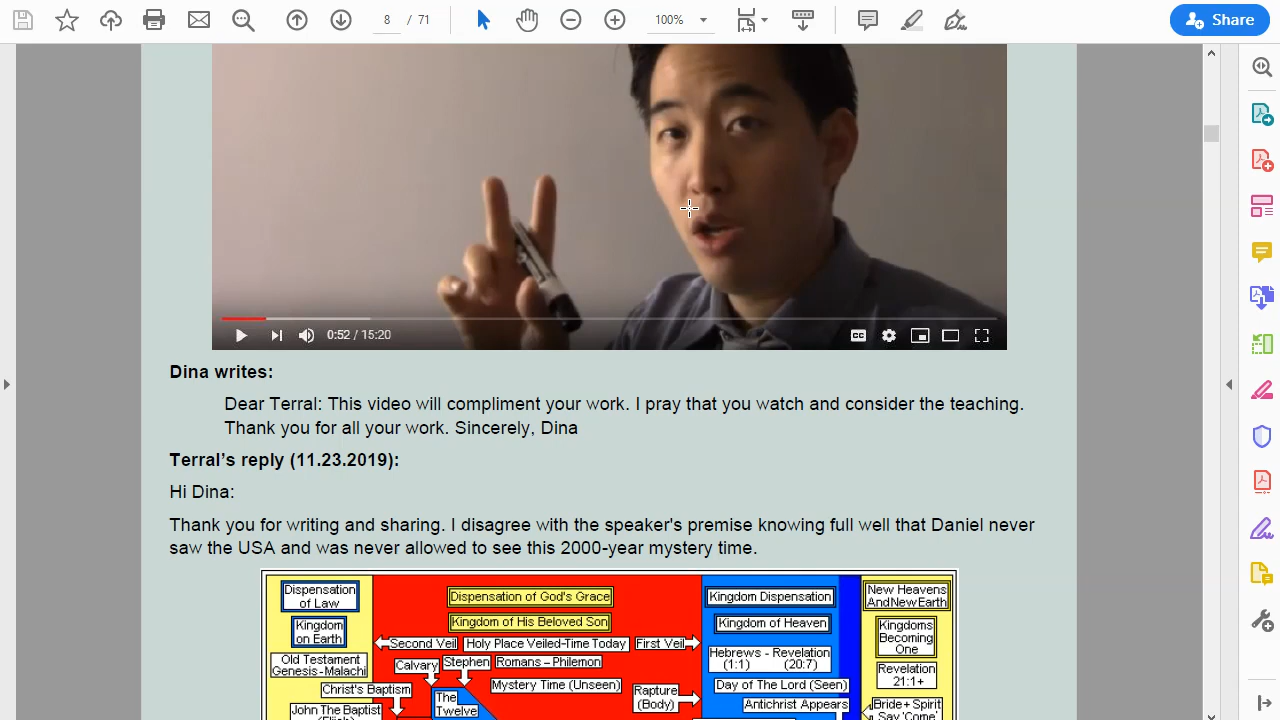 8 / 71
100%
Share
0:52 / 15:20
CC
Dina writes:
Dear Terral: This video will compliment your work. I pray that you watch and consider the teaching.
Thank you for all your work. Sincerely, Dina
Terral's reply (11.23.2019):
Hi Dina:
Thank you for writing and sharing. I disagree with the speaker's premise knowing full well that Daniel never
saw the USA and was never allowed to see this 2000-year mystery time.
Dispensation
of Law
Kingdom
on Earth
Old Testament
Genesis - Malachi
Christ's Baptism
John The Baptist
Dispensation of God's Grace
Kingdom of His Beloved Son
Second Veil
Holy Place Veiled-Time Today
First Veil
Calvary
Stephen
Romans – Philemon
Mystery Time (Unseen)
The
Twelve
Rapture
(Body)
Kingdom Dispensation
Kingdom of Heaven
Hebrews - Revelation
(1:1) (20:7)
Day of The Lord (Seen)
Antichrist Appears
New Heavens
And New Earth
Kingdoms
Becoming
One
Revelation
21:1+
Bride + Spirit
Say 'Come'